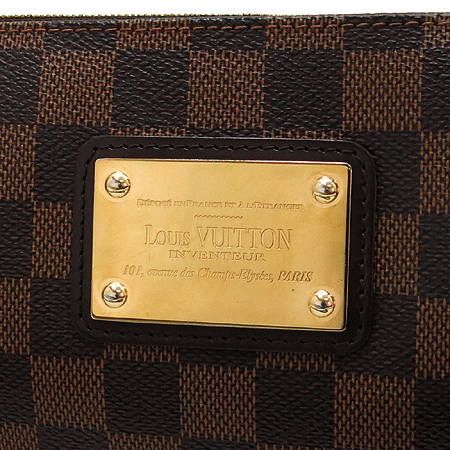 DÉPOSÉ EN FRANCE ET À L'ÉTRANGER
LOUIS VUITTON
INVENTEUR
101, avenue des Champs-Elysées, PARIS